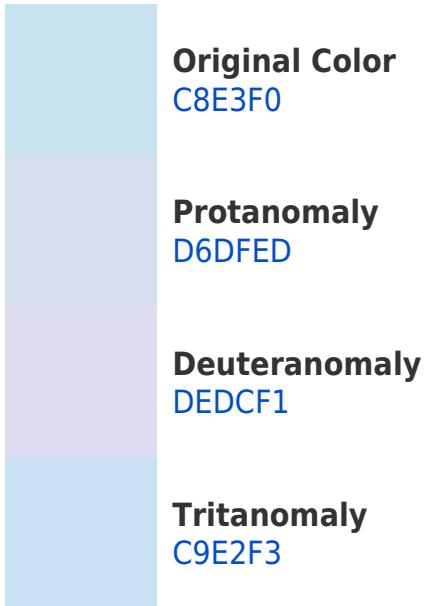 Original Color
C8E3F0
Protanomaly
D6DFED
Deuteranomaly
DEDCF1
Tritanomaly
C9E2F3